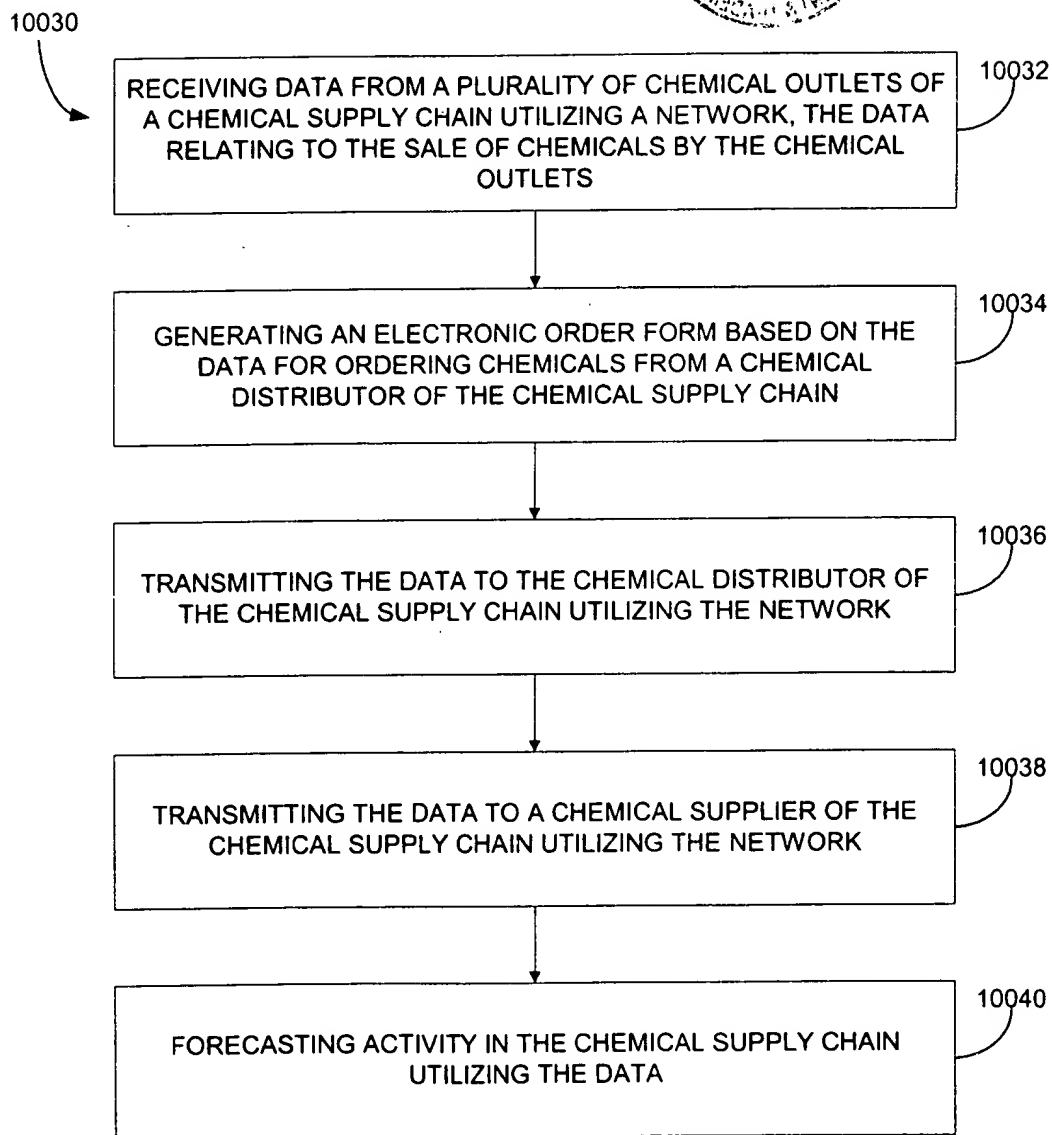 10030
RECEIVING DATA FROM A PLURALITY OF CHEMICAL OUTLETS OF
A CHEMICAL SUPPLY CHAIN UTILIZING A NETWORK, THE DATA
RELATING TO THE SALE OF CHEMICALS BY THE CHEMICAL
OUTLETS
10032
GENERATING AN ELECTRONIC ORDER FORM BASED ON THE
DATA FOR ORDERING CHEMICALS FROM A CHEMICAL
DISTRIBUTOR OF THE CHEMICAL SUPPLY CHAIN
10034
TRANSMITTING THE DATA TO THE CHEMICAL DISTRIBUTOR OF
THE CHEMICAL SUPPLY CHAIN UTILIZING THE NETWORK
10036
TRANSMITTING THE DATA TO A CHEMICAL SUPPLIER OF THE
CHEMICAL SUPPLY CHAIN UTILIZING THE NETWORK
10038
FORECASTING ACTIVITY IN THE CHEMICAL SUPPLY CHAIN
UTILIZING THE DATA
10040